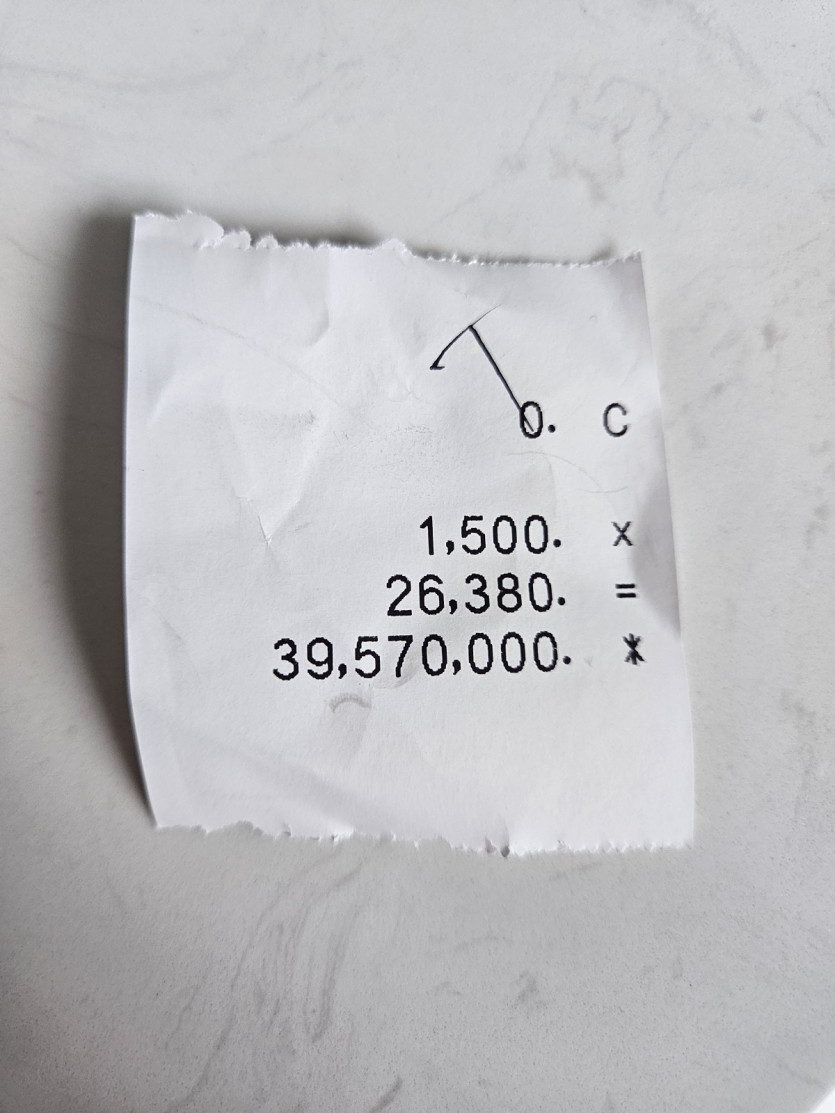 0. C
1,500. x
26,380. =
39,570,000. *